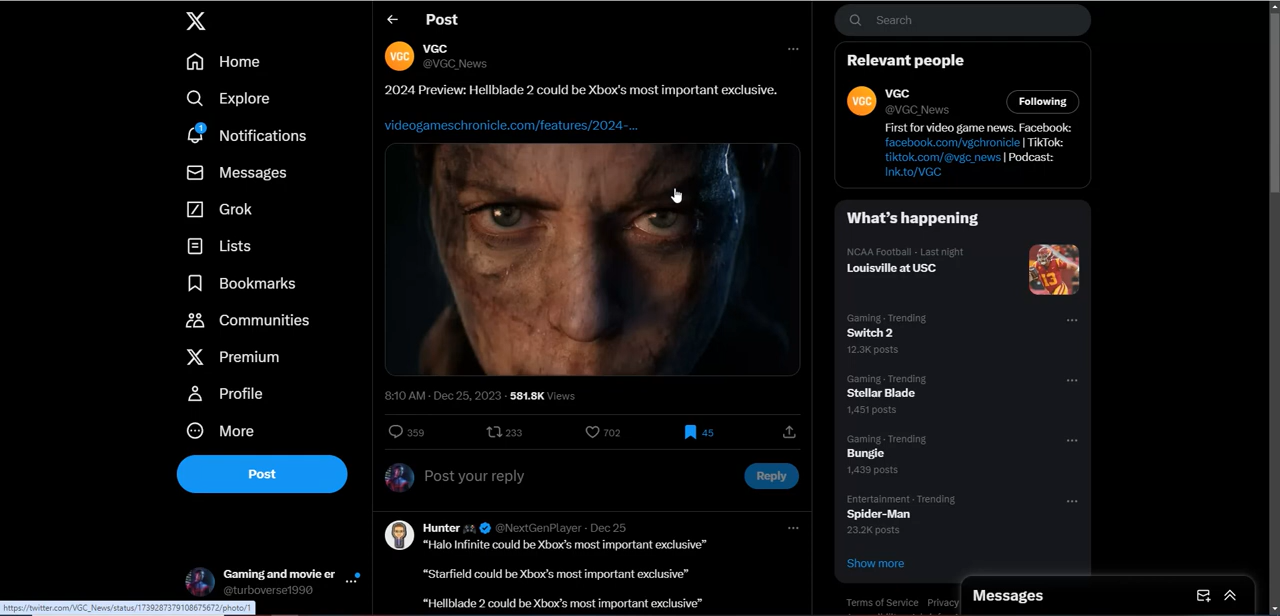 Home
Explore
1
Notifications
Messages
Grok
Lists
Bookmarks
Communities
Premium
Profile
More
Post
Gaming and movie er
@turboverse1990
https://twitter.com/VGC_News/status/1739287379108675672/photo/1
Post
VGC
VGC
@VGC_News
2024 Preview: Hellblade 2 could be Xbox's most important exclusive.
videogameschronicle.com/features/2024-...
8:10 AM · Dec 25, 2023 · 581.8K Views
359 233 702 45
Post your reply
Reply
Hunter @NextGenPlayer · Dec 25
“Halo Infinite could be Xbox’s most important exclusive”
“Starfield could be Xbox’s most important exclusive”
“Hellblade 2 could be Xbox’s most important exclusive”
Search
Relevant people
VGC
VGC
@VGC_News
Following
First for video game news. Facebook:
facebook.com/vgchronicle | TikTok:
tiktok.com/@vgc_news | Podcast:
lnk.to/VGC
What’s happening
NCAA Football · Last night
Louisville at USC
13
Gaming · Trending
Switch 2
12.3K posts
Gaming · Trending
Stellar Blade
1,451 posts
Gaming · Trending
Bungie
1,439 posts
Entertainment · Trending
Spider-Man
23.2K posts
Show more
Terms of Service Privacy
Messages